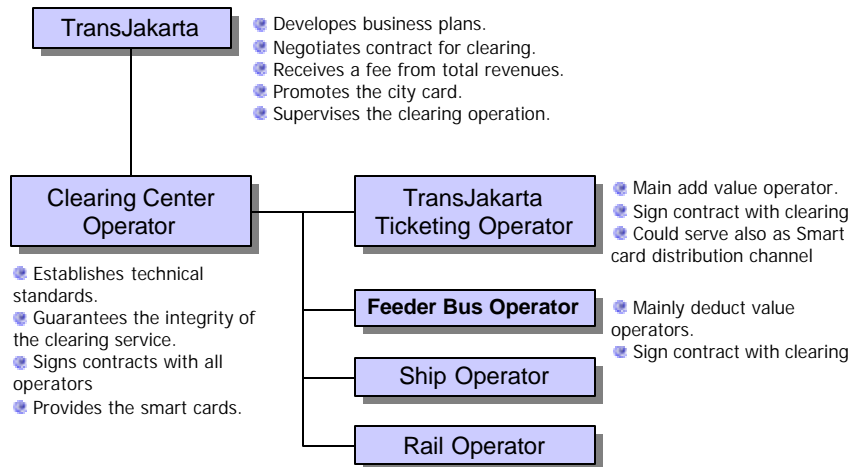 TransJakarta
Developes business plans.
Negotiates contract for clearing.
Receives a fee from total revenues.
Promotes the city card.
Supervises the clearing operation.
Clearing Center
Operator
Establishes technical
standards.
Guarantees the integrity of
the clearing service.
Signs contracts with all
operators
Provides the smart cards.
TransJakarta
Ticketing Operator
Main add value operator.
Sign contract with clearing
Could serve also as Smart
card distribution channel
Feeder Bus Operator
Mainly deduct value
operators.
Sign contract with clearing
Ship Operator
Rail Operator